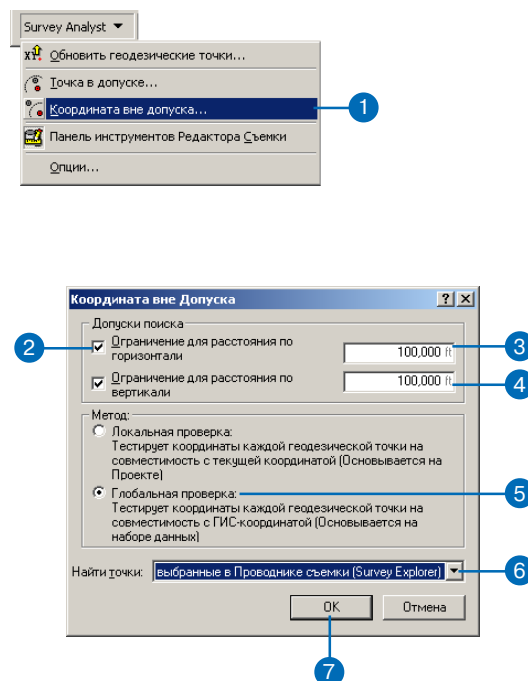 Survey Analyst
Обновить геодезические точки...
Точка в допуске...
Координата вне допуска...
1
Панель инструментов Редактора Съемки
Опции...
Координата вне Допуска
Допуски поиска
2
Ограничение для расстояния по
горизонтали
100,000 ft
3
Ограничение для расстояния по
вертикали
100,000 ft
4
Метод:
Локальная проверка:
Тестирует координаты каждой геодезической точки на
совместимость с текущей координатой (Основывается на
Проекте)
Глобальная проверка:
5
Тестирует координаты каждой геодезической точки на
совместимость с ГИС-координатой (Основывается на
наборе данных)
Найти точки:
выбранные в Проводнике съемки (Survey Explorer)
6
OK
Отмена
7